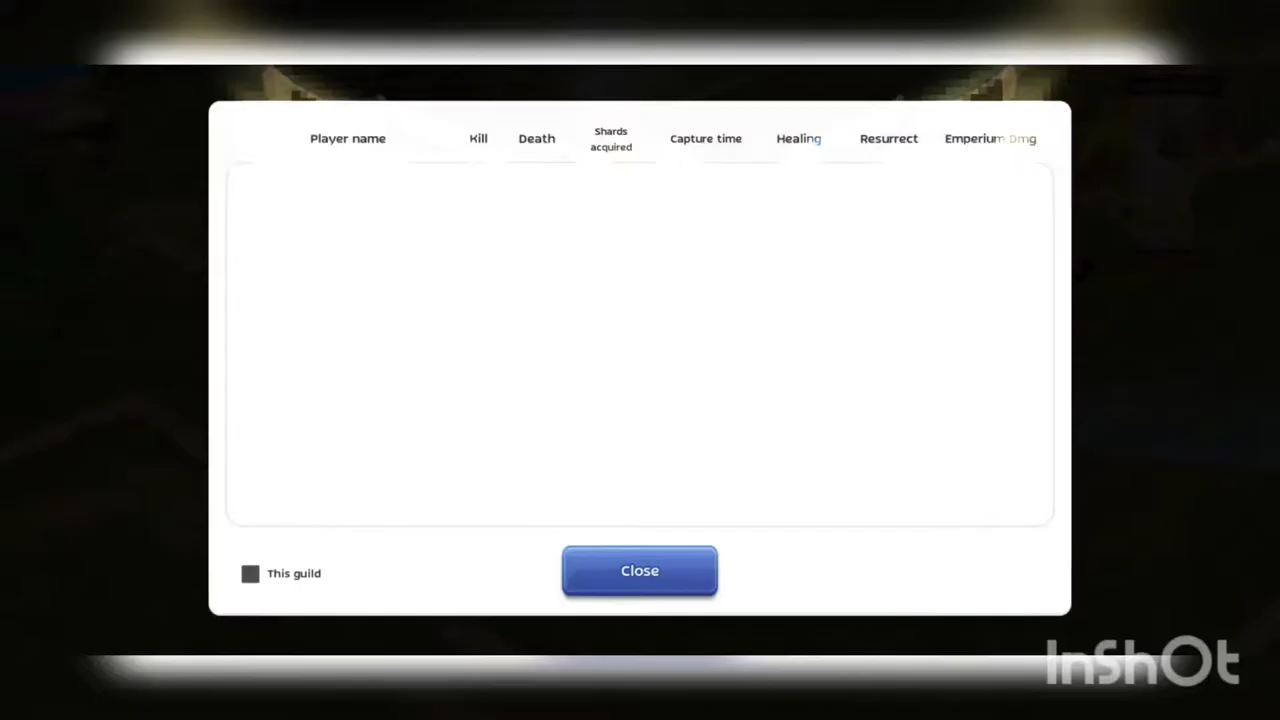 Player name Kill Death Shards acquired Capture time Healing Resurrect Emperium Dmg
This guild
Close
InShOt